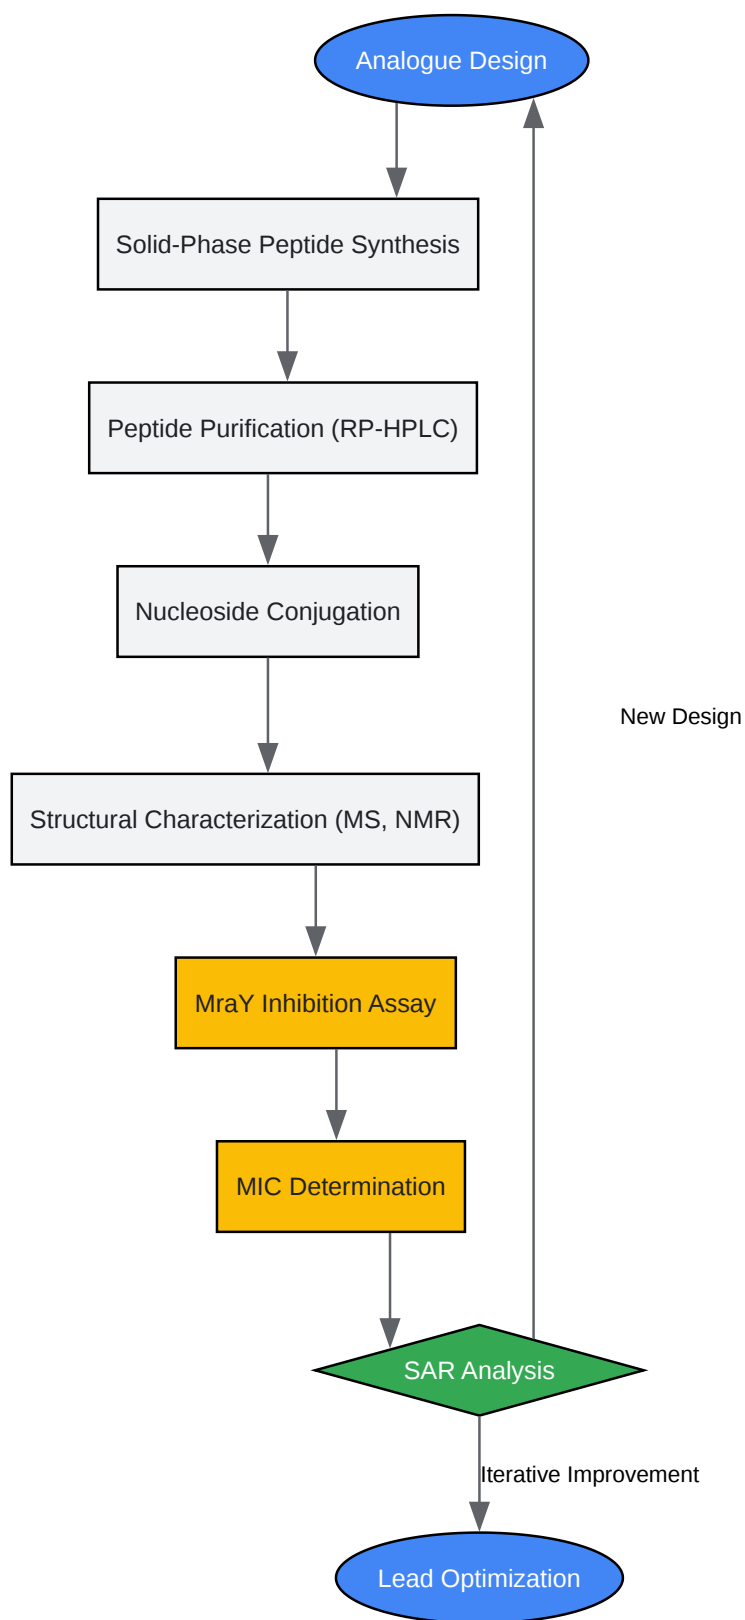 Analogue Design
Solid-Phase Peptide Synthesis
Peptide Purification (RP-HPLC)
Nucleoside Conjugation
New Design
Structural Characterization (MS, NMR)
MraY Inhibition Assay
MIC Determination
SAR Analysis
Iterative Improvement
Lead Optimization